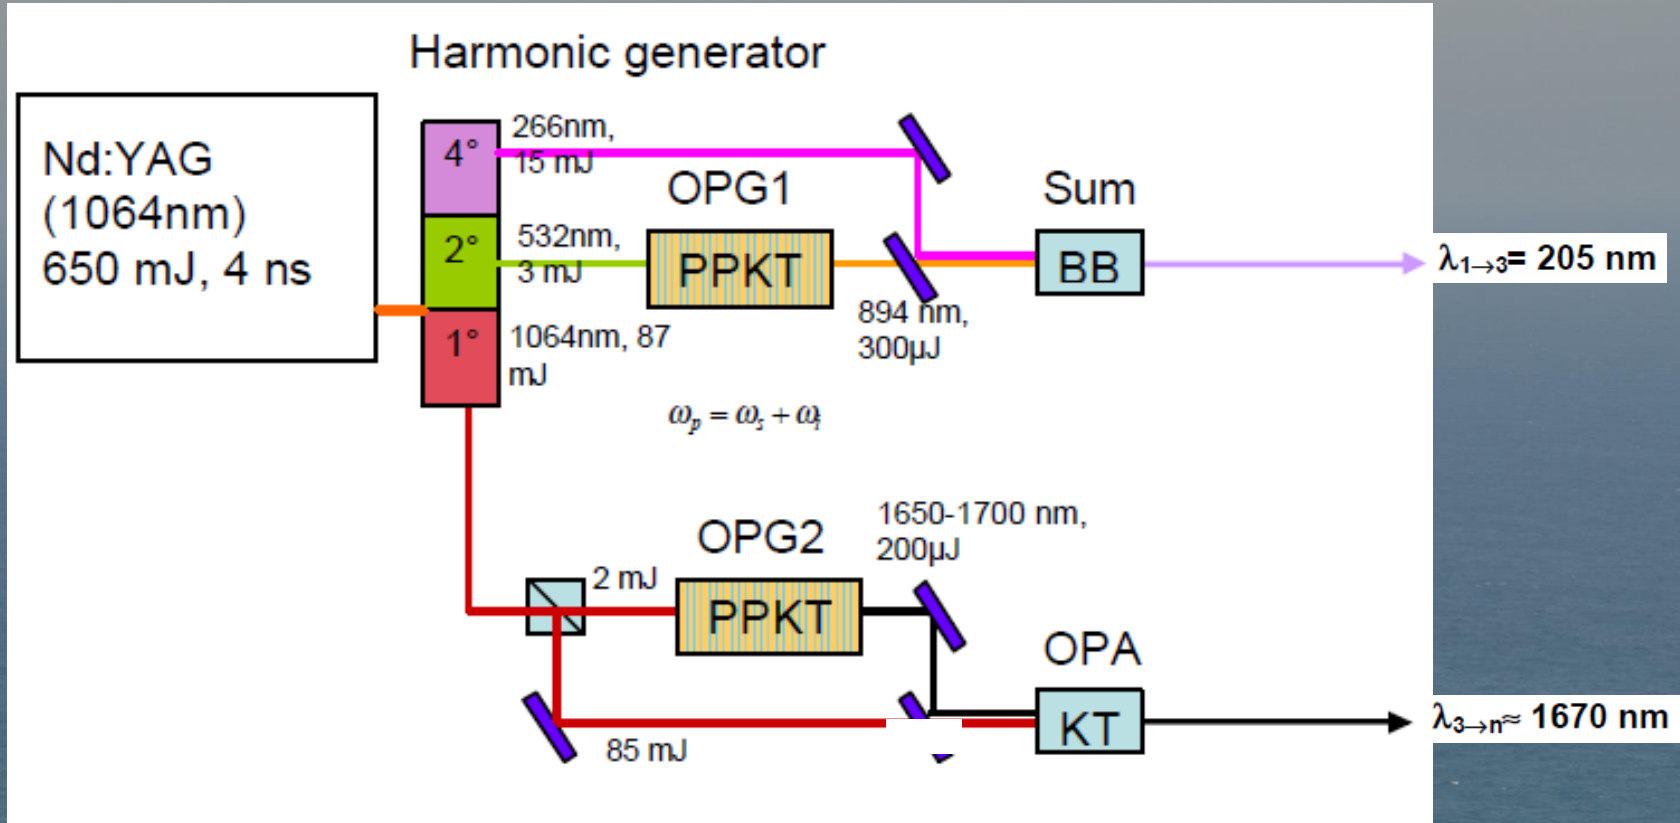 Harmonic generator
Nd:YAG
(1064nm)
650 mJ, 4 ns
4°
266nm,
15 mJ
OPG1
Sum
2°
532nm,
3 mJ
PPKT
BB
λ1→3= 205 nm
894 nm,
300µJ
1°
1064nm, 87
mJ
ωp = ωs + ωi
1650-1700 nm,
200µJ
OPG2
2 mJ
PPKT
OPA
KT
λ3→n≈ 1670 nm
85 mJ